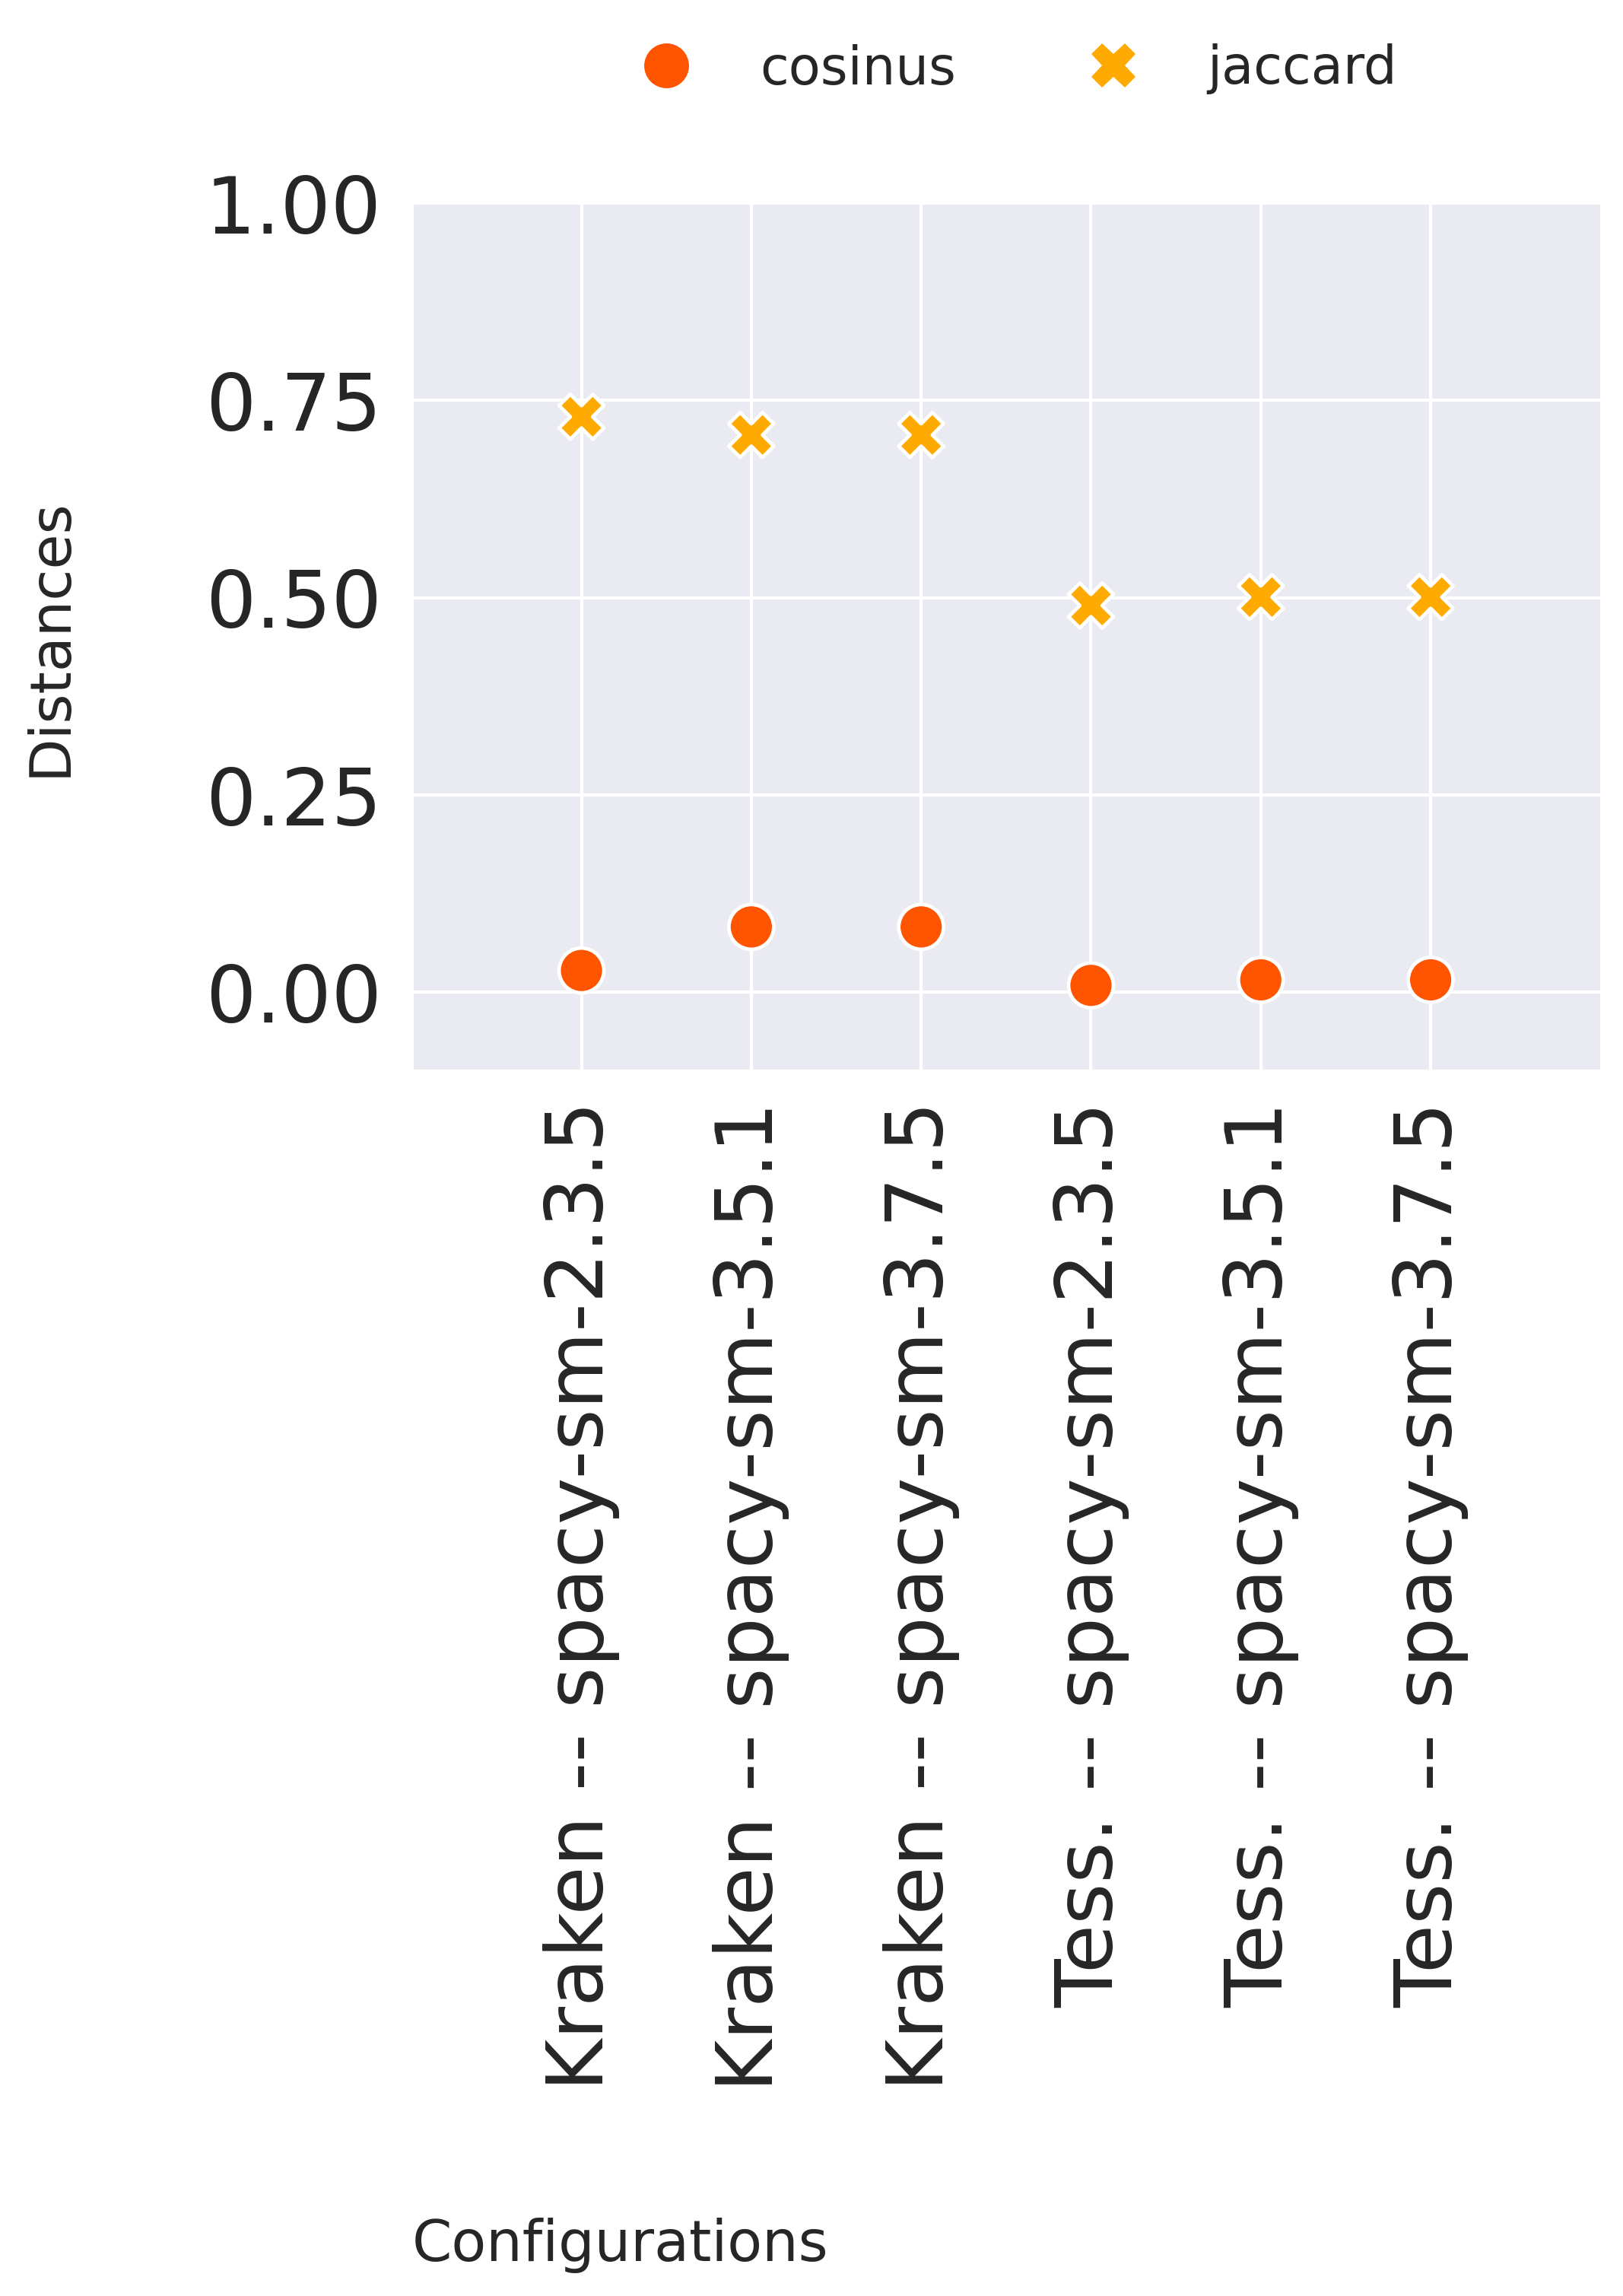 cosinus jaccard
1.00
0.75
0.50
0.25
0.00
Distances
Kraken -- spacy-sm-2.3.5
Kraken -- spacy-sm-3.5.1
Kraken -- spacy-sm-3.7.5
Tess. -- spacy-sm-2.3.5
Tess. -- spacy-sm-3.5.1
Tess. -- spacy-sm-3.7.5
Configurations